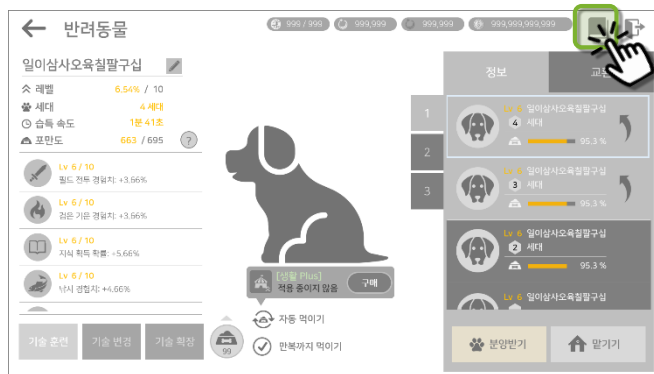 반려동물
999 / 999
999,999
999,999
999,999,999,999
일이삼사오육칠팔구십
레벨 6.54% / 10
세대 4 세대
습득 속도 1분 41초
포만도 663 / 695 ?
Lv 6 / 10
필드 전투 경험치: +3.66%
Lv 6 / 10
검은 기운 경험치: +3.66%
Lv 6 / 10
지식 획득 확률: +5.66%
Lv 6 / 10
낚시 경험치: +4.66%
기술 훈련
기술 변경
기술 확장
99
[생활 Plus]
적용 중이지 않음
구매
자동 먹이기
만복까지 먹이기
1
2
3
정보
교환
Lv 6 일이삼사오육칠팔구십
4 세대
95.3 %
Lv 6 일이삼사오육칠팔구십
3 세대
95.3 %
Lv 6 일이삼사오육칠팔구십
2 세대
95.3 %
Lv 6 일이삼사오육칠팔구십
분양받기
맡기기